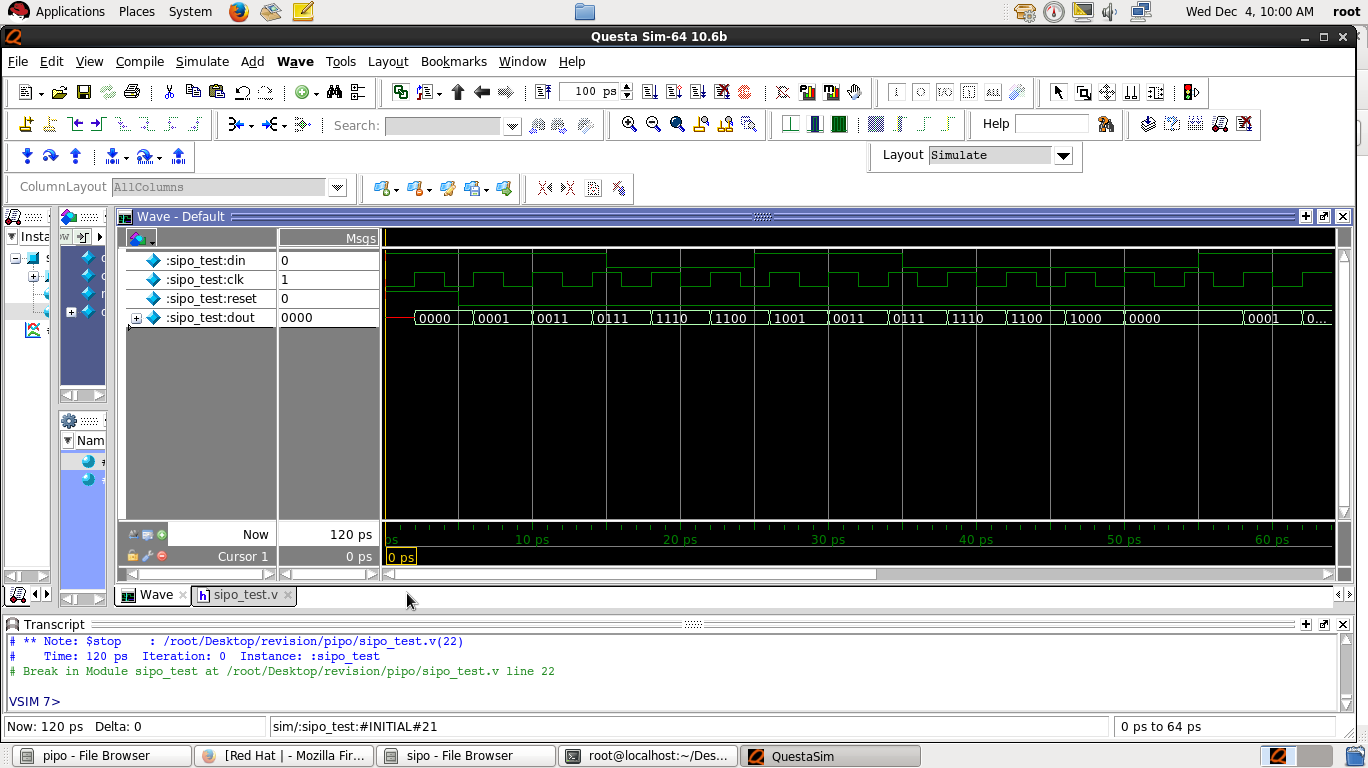 Applications Places System Wed Dec 4, 10:00 AM root
Questa Sim-64 10.6b
File Edit View Compile Simulate Add Wave Tools Layout Bookmarks Window Help
100 ps
Search: Help
Layout Simulate
ColumnLayout AllColumns
Insta Wave - Default
Msgs
:sipo_test:din 0
:sipo_test:clk 1
:sipo_test:reset 0
:sipo_test:dout 0000 0000 0001 0011 0111 1110 1100 1001 0011 0111 1110 1100 1000 0000 0001 0...
Nam
Now 120 ps ps 10 ps 20 ps 30 ps 40 ps 50 ps 60 ps
Cursor 1 0 ps 0 ps
Wave sipo_test.v
Transcript
# ** Note: $stop : /root/Desktop/revision/pipo/sipo_test.v(22)
# Time: 120 ps Iteration: 0 Instance: :sipo_test
# Break in Module sipo_test at /root/Desktop/revision/pipo/sipo_test.v line 22
VSIM 7>
Now: 120 ps Delta: 0 sim/:sipo_test:#INITIAL#21 0 ps to 64 ps
pipo - File Browser [Red Hat | - Mozilla Fir... sipo - File Browser root@localhost:~/Des... QuestaSim